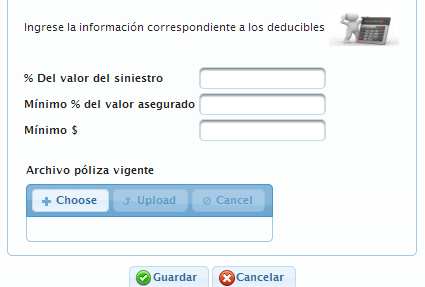 Ingrese la información correspondiente a los deducibles
% Del valor del siniestro
Mínimo % del valor asegurado
Mínimo $
Archivo póliza vigente
Choose Upload Cancel
Guardar Cancelar